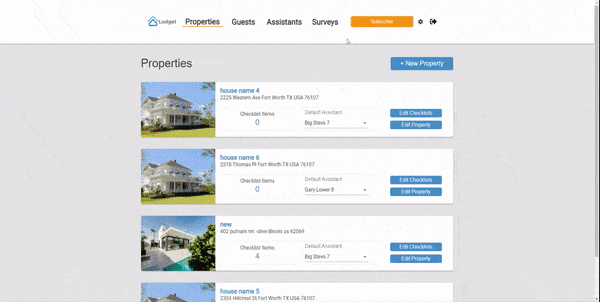 Lodgel
Properties Guests Assistants Surveys Subscribe
Properties
+ New Property
house name 4
2225 Western Ave Fort Worth TX USA 76107
Checklist Items
0
Default Assistant
Big Stevo 7
Edit Checklists
Edit Property
house name 6
2318 Thomas Pl Fort Worth TX USA 76107
Checklist Items
0
Default Assistant
Gary Lower 8
Edit Checklists
Edit Property
new
402 putnam rm. olive Illinois us 62069
Checklist Items
4
Default Assistant
Big Stevo 7
Edit Checklists
Edit Property
house name 5
2304 Hillcrest St Fort Worth TX USA 76107